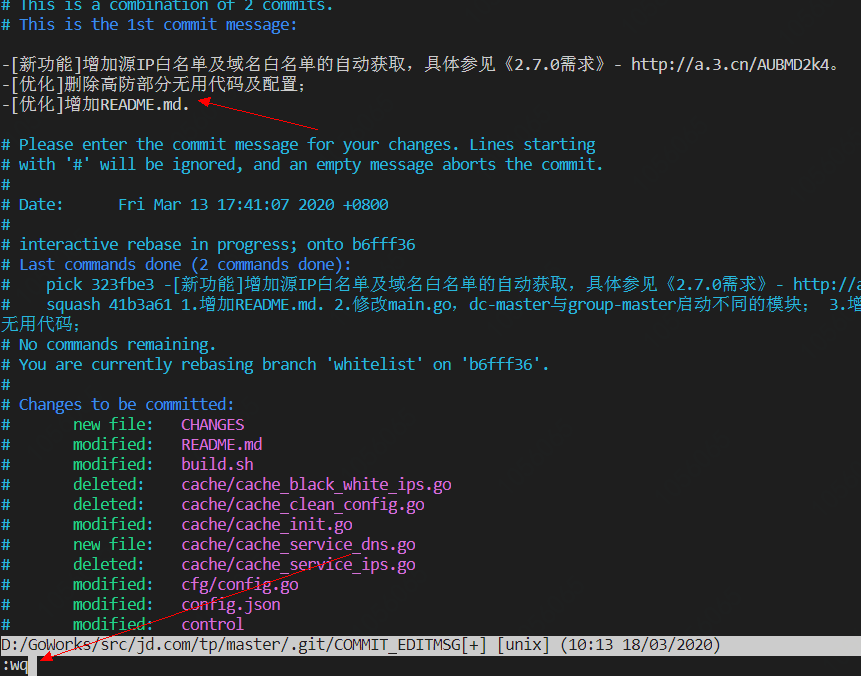 # This is a combination of 2 commits.
# This is the 1st commit message:
-[新功能]增加源IP白名单及域名白名单的自动获取，具体参见《2.7.0需求》- http://a.3.cn/AUBMD2k4。
-[优化]删除高防部分无用代码及配置；
-[优化]增加README.md.
# Please enter the commit message for your changes. Lines starting
# with '#' will be ignored, and an empty message aborts the commit.
#
# Date:      Fri Mar 13 17:41:07 2020 +0800
#
# interactive rebase in progress; onto b6fff36
# Last commands done (2 commands done):
#    pick 323fbe3 -[新功能]增加源IP白名单及域名白名单的自动获取，具体参见《2.7.0需求》- http://a
#    squash 41b3a61 1.增加README.md. 2.修改main.go，dc-master与group-master启动不同的模块； 3.增
无用代码；
# No commands remaining.
# You are currently rebasing branch 'whitelist' on 'b6fff36'.
#
# Changes to be committed:
#       new file:   CHANGES
#       modified:   README.md
#       modified:   build.sh
#       deleted:    cache/cache_black_white_ips.go
#       deleted:    cache/cache_clean_config.go
#       modified:   cache/cache_init.go
#       new file:   cache/cache_service_dns.go
#       deleted:    cache/cache_service_ips.go
#       modified:   cfg/config.go
#       modified:   config.json
#       modified:   control
D:/GoWorks/src/jd.com/tp/master/.git/COMMIT_EDITMSG[+] [unix] (10:13 18/03/2020)
:wq